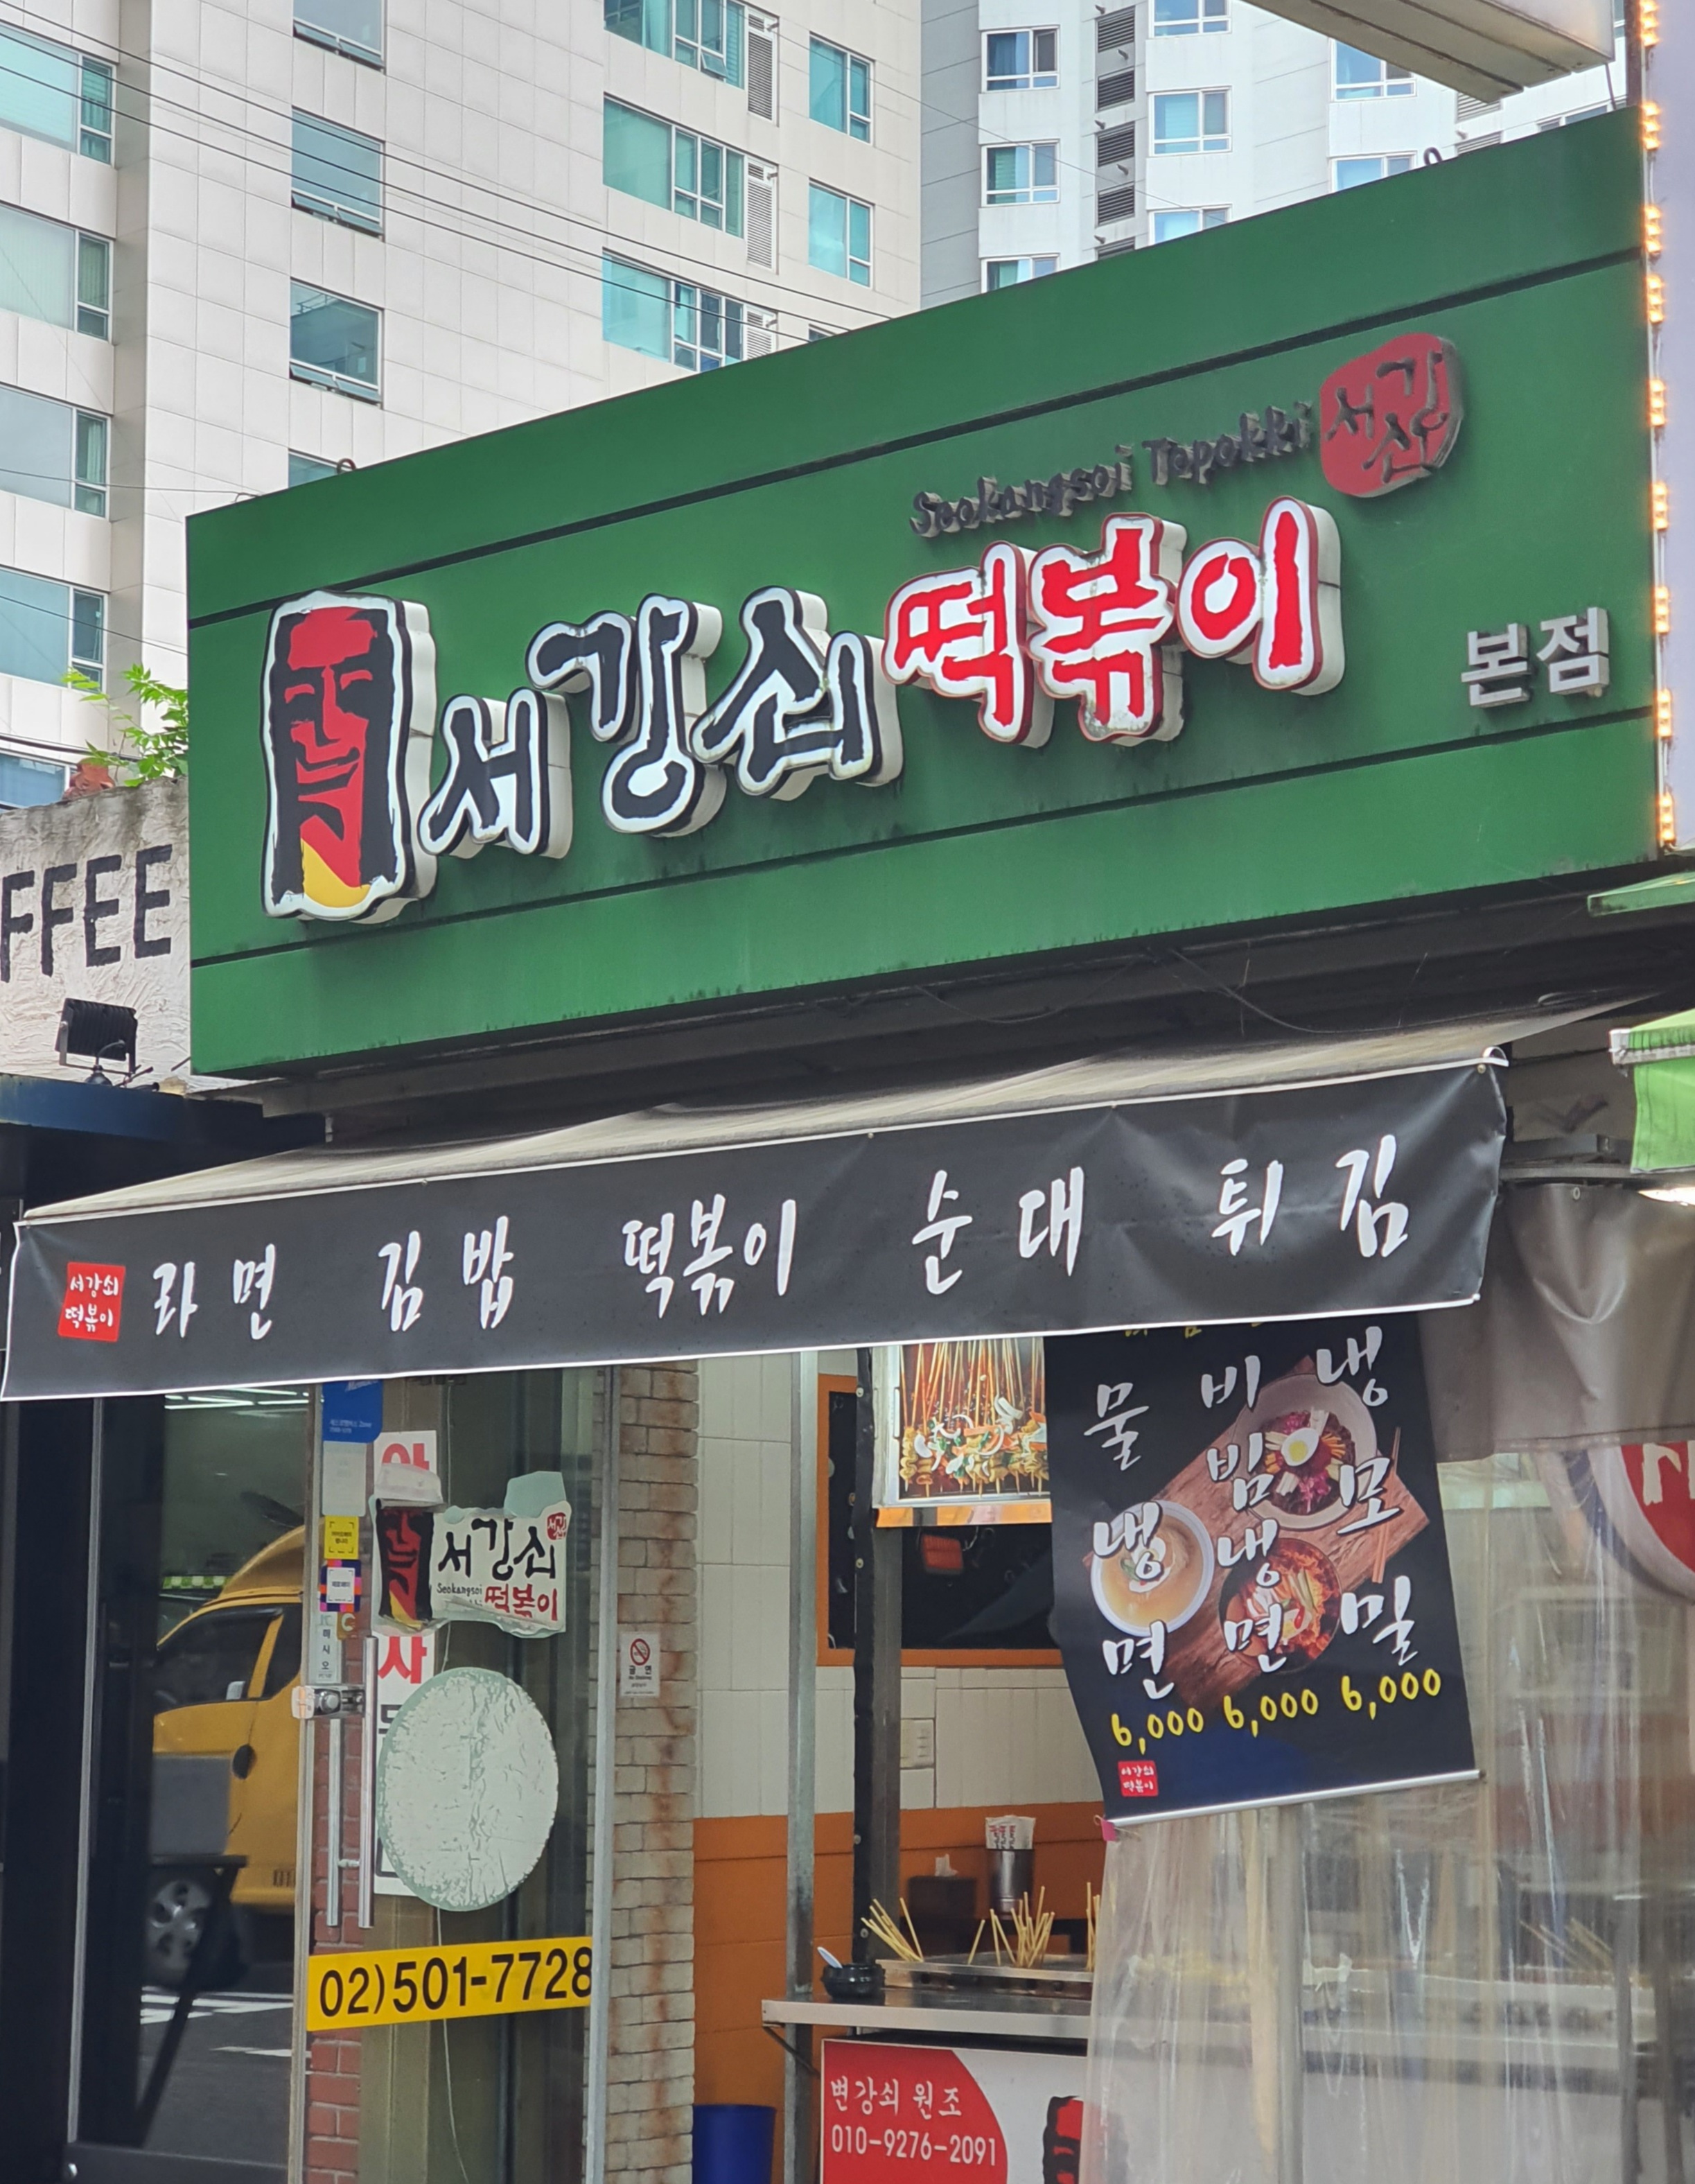 Seokangsoi Topokki
서강쇠 떡볶이
본점
FFEE
서강쇠
떡볶이
라면 김밥 떡볶이 순대 튀김
물냉면 6,000
비빔냉면 6,000
냉모밀 6,000
서강쇠
떡볶이
서강쇠
Seokangsoi 떡볶이
금연
02)501-7728
변강쇠 원조
010-9276-2091